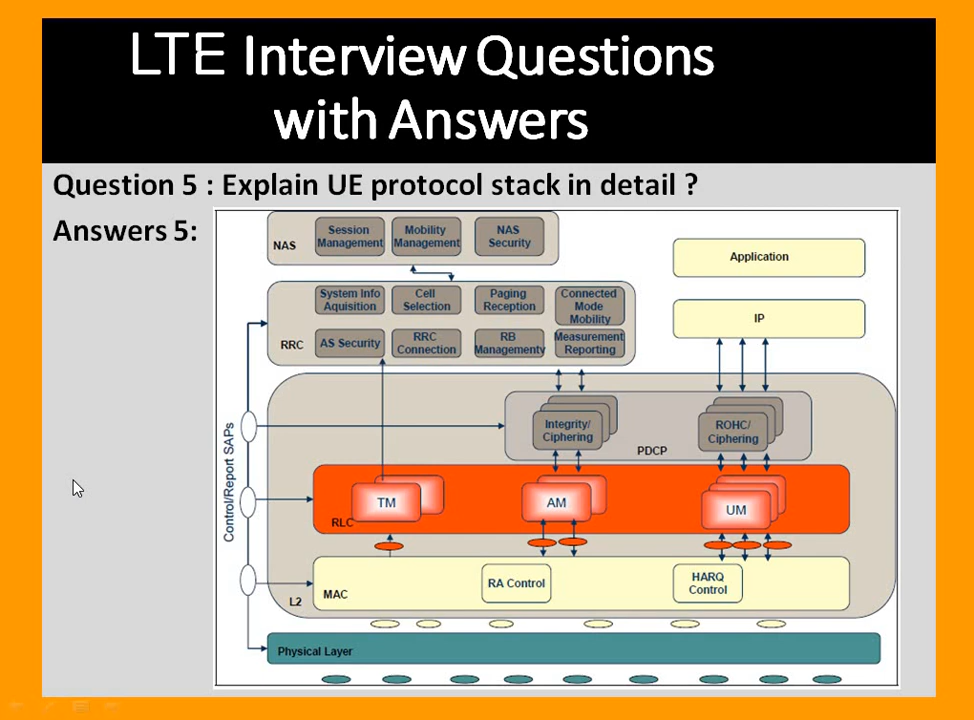 LTE Interview Questions
with Answers
Question 5 : Explain UE protocol stack in detail ?
Answers 5:
NAS
Session
Management
Mobility
Management
NAS
Security
Application
RRC
System Info
Aquisition
Cell
Selection
Paging
Reception
Connected
Mode
Mobility
AS Security
RRC
Connection
RB
Management
Measurement
Reporting
IP
Control/Report SAPs
Integrity/
Ciphering
ROHC/
Ciphering
PDCP
TM
AM
UM
RLC
RA Control
HARQ
Control
MAC
L2
Physical Layer